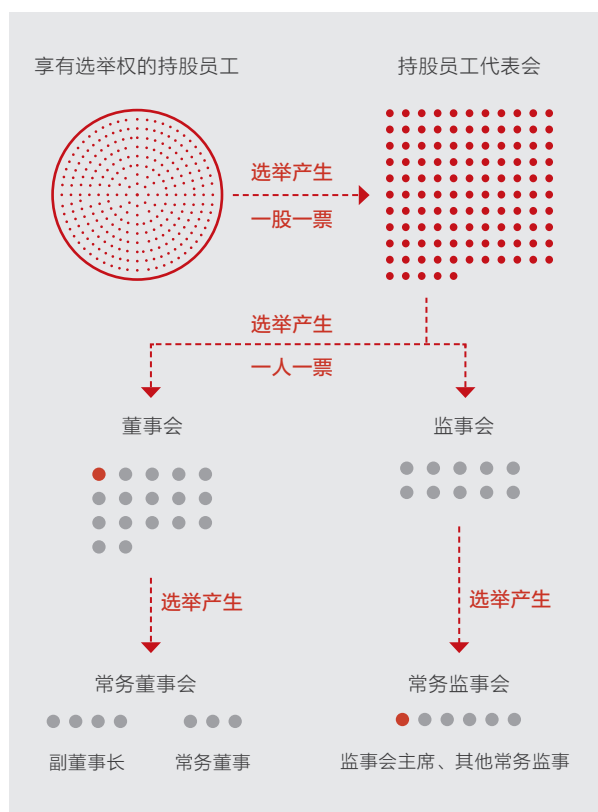 享有选举权的持股员工
持股员工代表会
选举产生
一股一票
选举产生
一人一票
董事会
监事会
选举产生
选举产生
常务董事会
常务监事会
副董事长
常务董事
监事会主席、其他常务监事